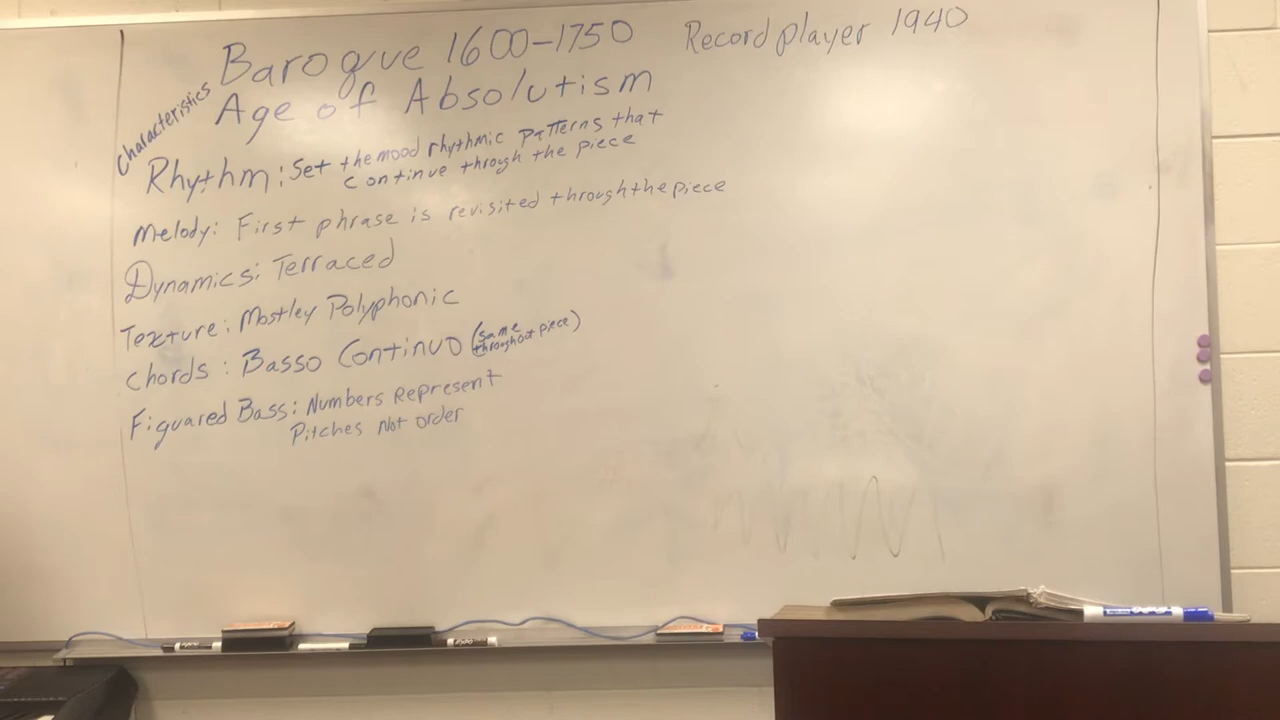 Baroque 1600-1750
Record player 1940
Age of Absolutism
Characteristics
Rhythm: Set the mood rhythmic patterns that
continue through the piece
Melody: First phrase is revisited through the piece
Dynamics: Terraced
Texture: Mostley Polyphonic
Chords: Basso Continuo (same
throughout piece)
Figuared Bass: Numbers Represent
Pitches Not Order
EXPO